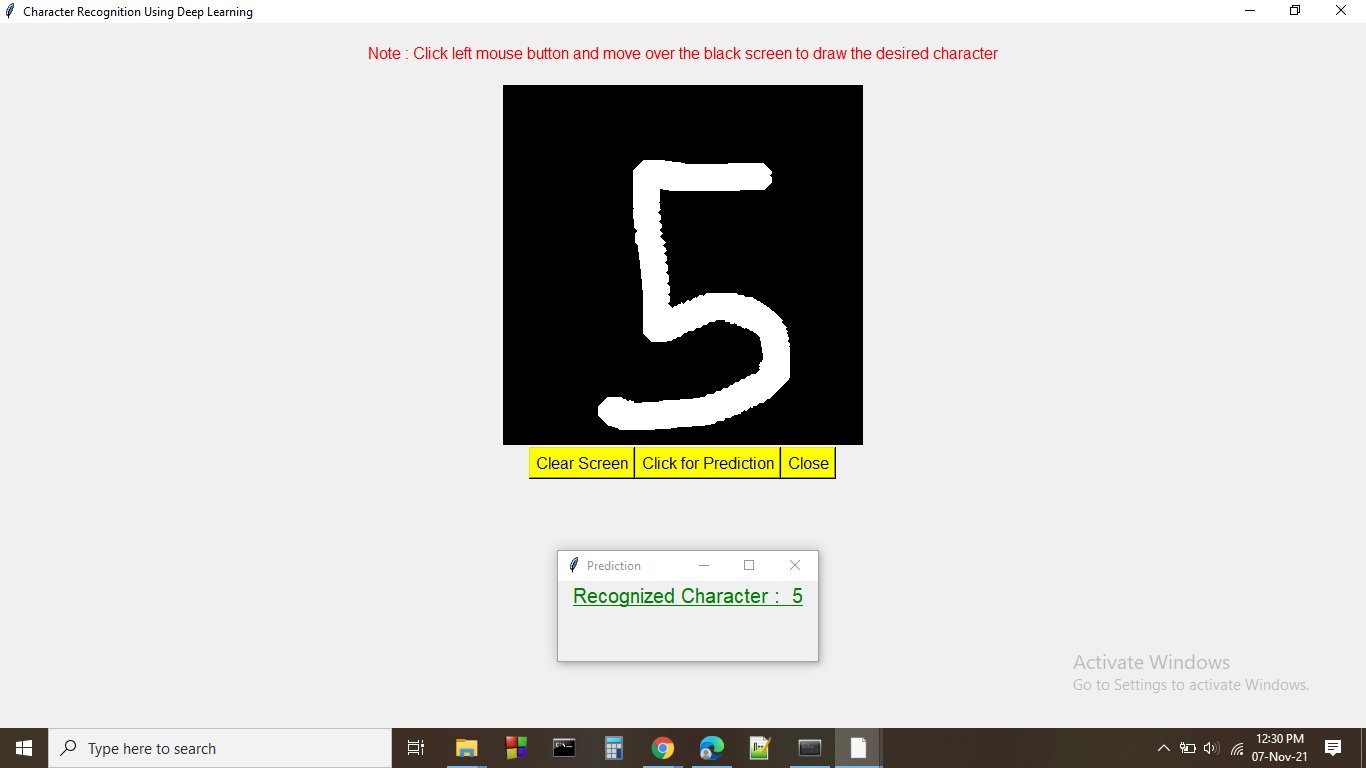 Character Recognition Using Deep Learning
Note : Click left mouse button and move over the black screen to draw the desired character
5
Clear Screen Click for Prediction Close
Prediction
Recognized Character : 5
Activate Windows
Go to Settings to activate Windows.
Type here to search
12:30 PM
07-Nov-21